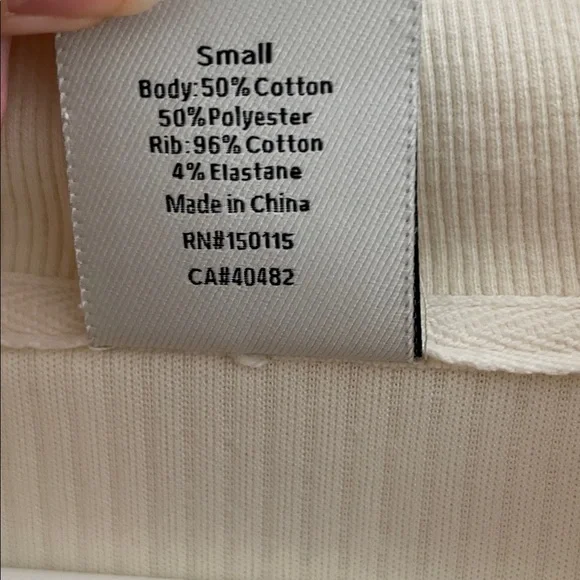 Small
Body:50% Cotton
50%Polyester
Rib:96% Cotton
4% Elastane
Made in China
RN#150115
CA#40482